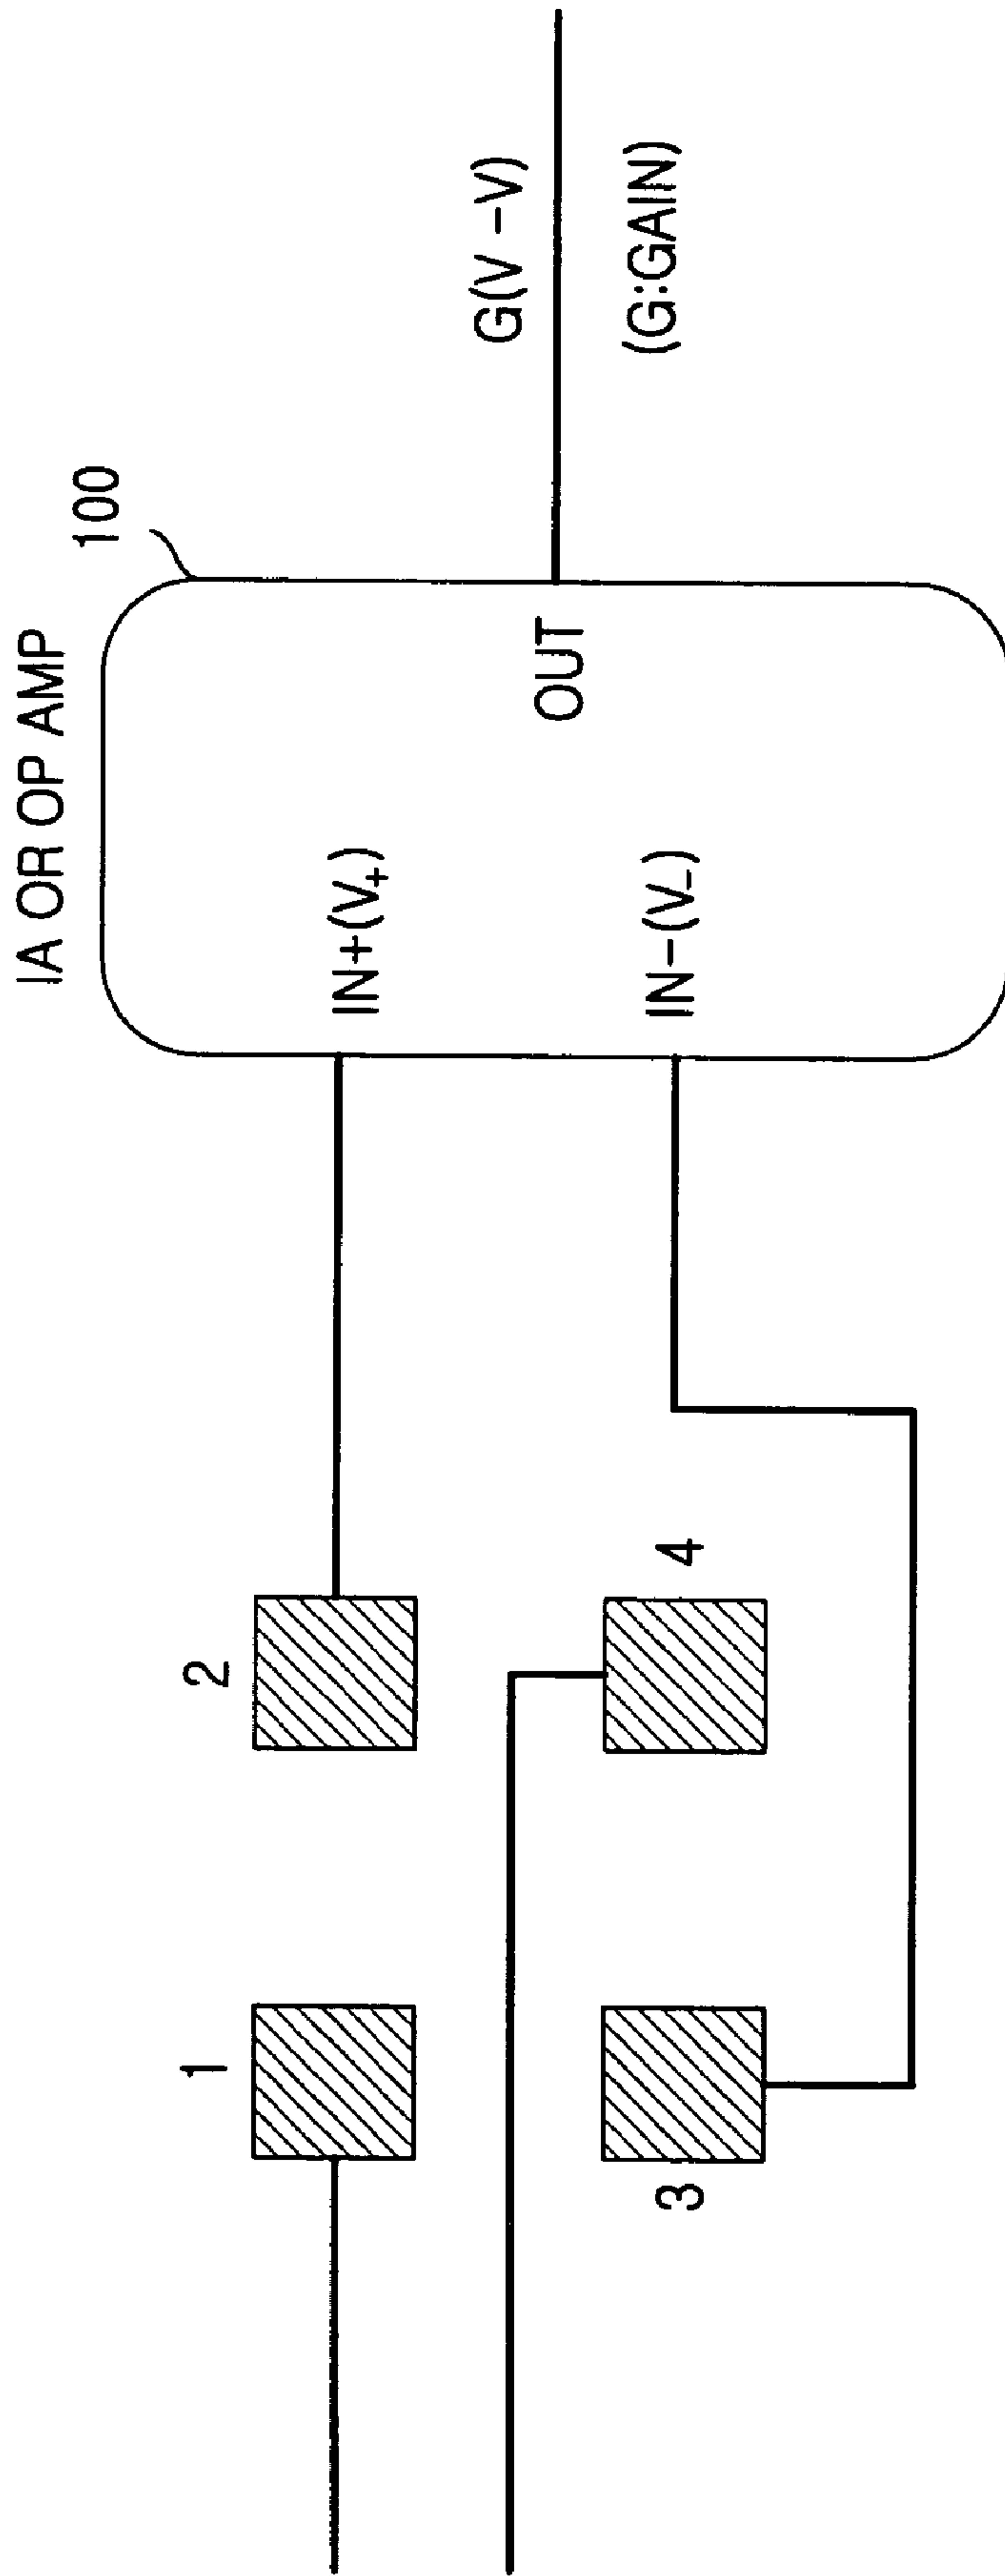 IA OR OP AMP
100
1
2
IN+(V+)
G(V −V)
OUT
(G:GAIN)
3
4
IN−(V−)